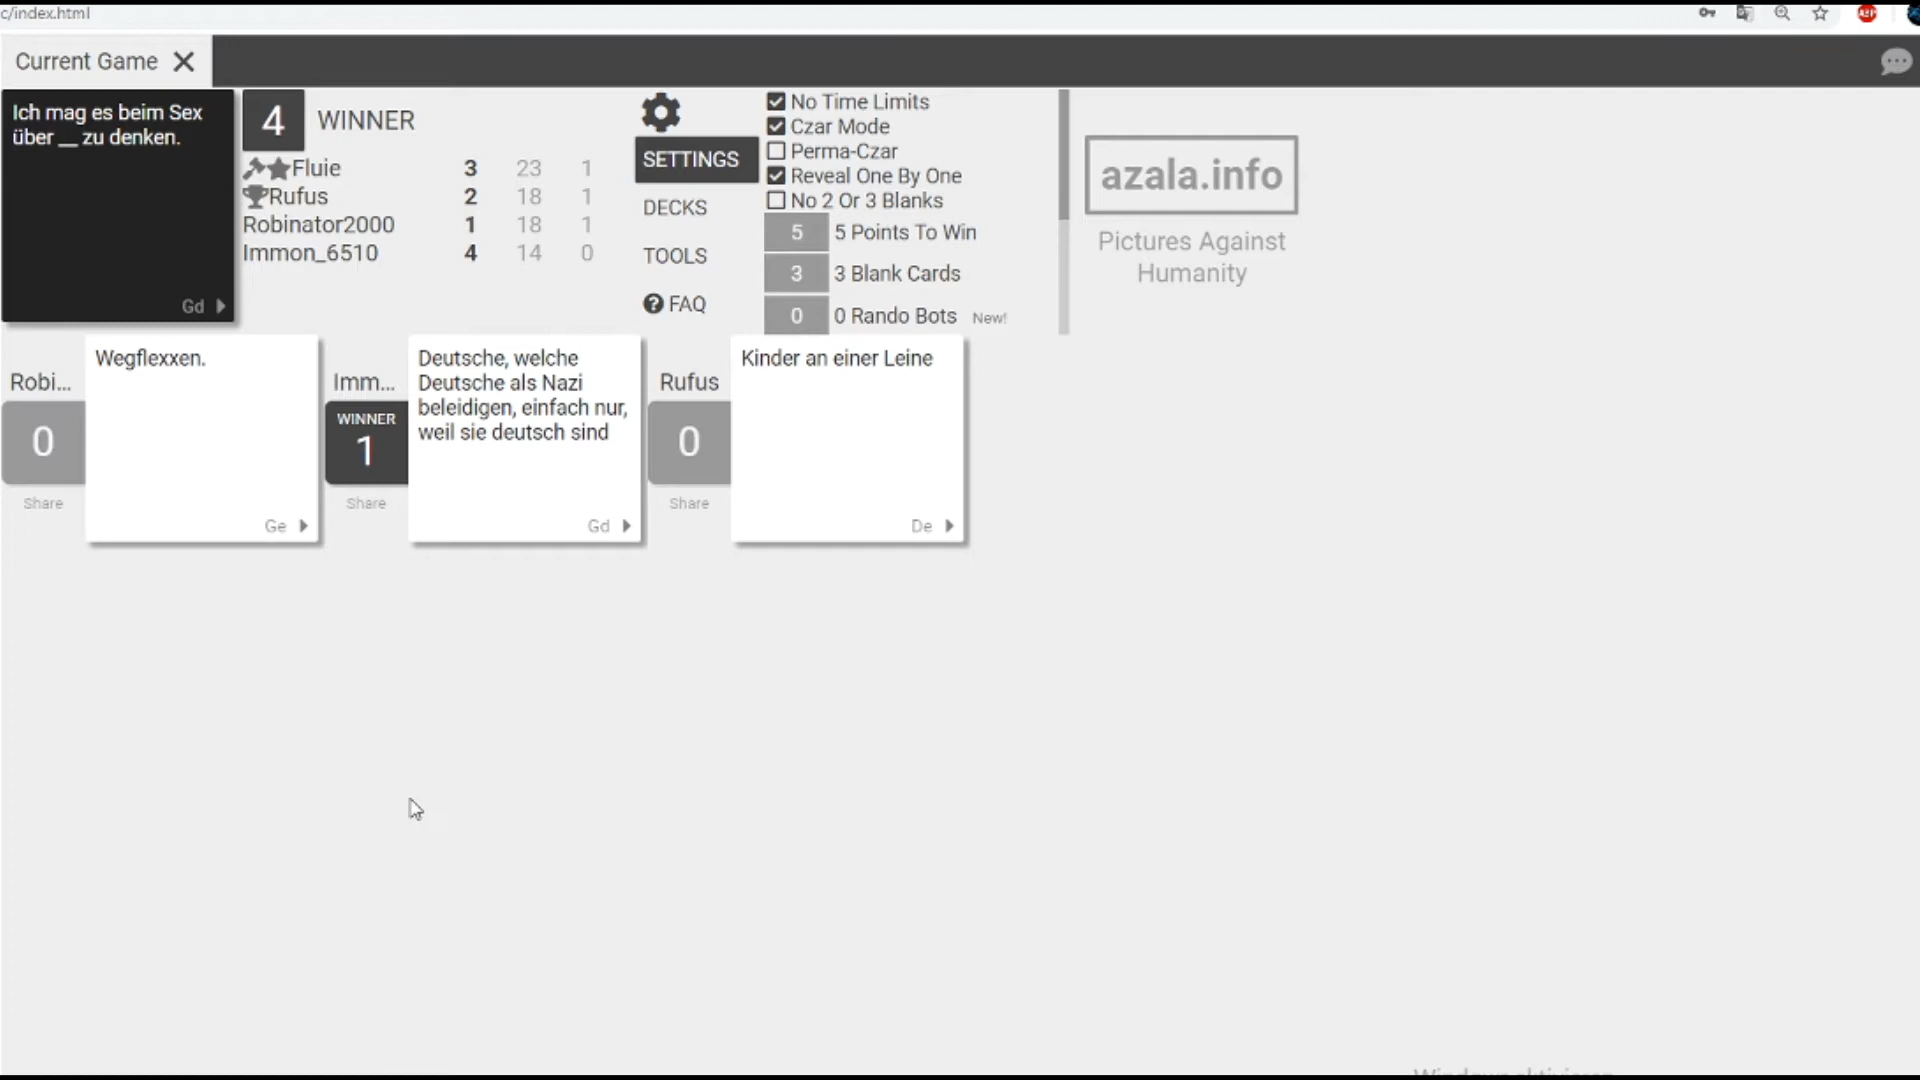 c/index.html
Current Game
Ich mag es beim Sex
über __ zu denken.
Gd
4 WINNER
Fluie 3 23 1
Rufus 2 18 1
Robinator2000 1 18 1
Immon_6510 4 14 0
SETTINGS
DECKS
TOOLS
FAQ
No Time Limits
Czar Mode
Perma-Czar
Reveal One By One
No 2 Or 3 Blanks
5 5 Points To Win
3 3 Blank Cards
0 0 Rando Bots New!
azala.info
Pictures Against
Humanity
Robi...
0
Share
Wegflexxen.
Ge
Imm...
WINNER
1
Share
Deutsche, welche
Deutsche als Nazi
beleidigen, einfach nur,
weil sie deutsch sind
Gd
Rufus
0
Share
Kinder an einer Leine
De